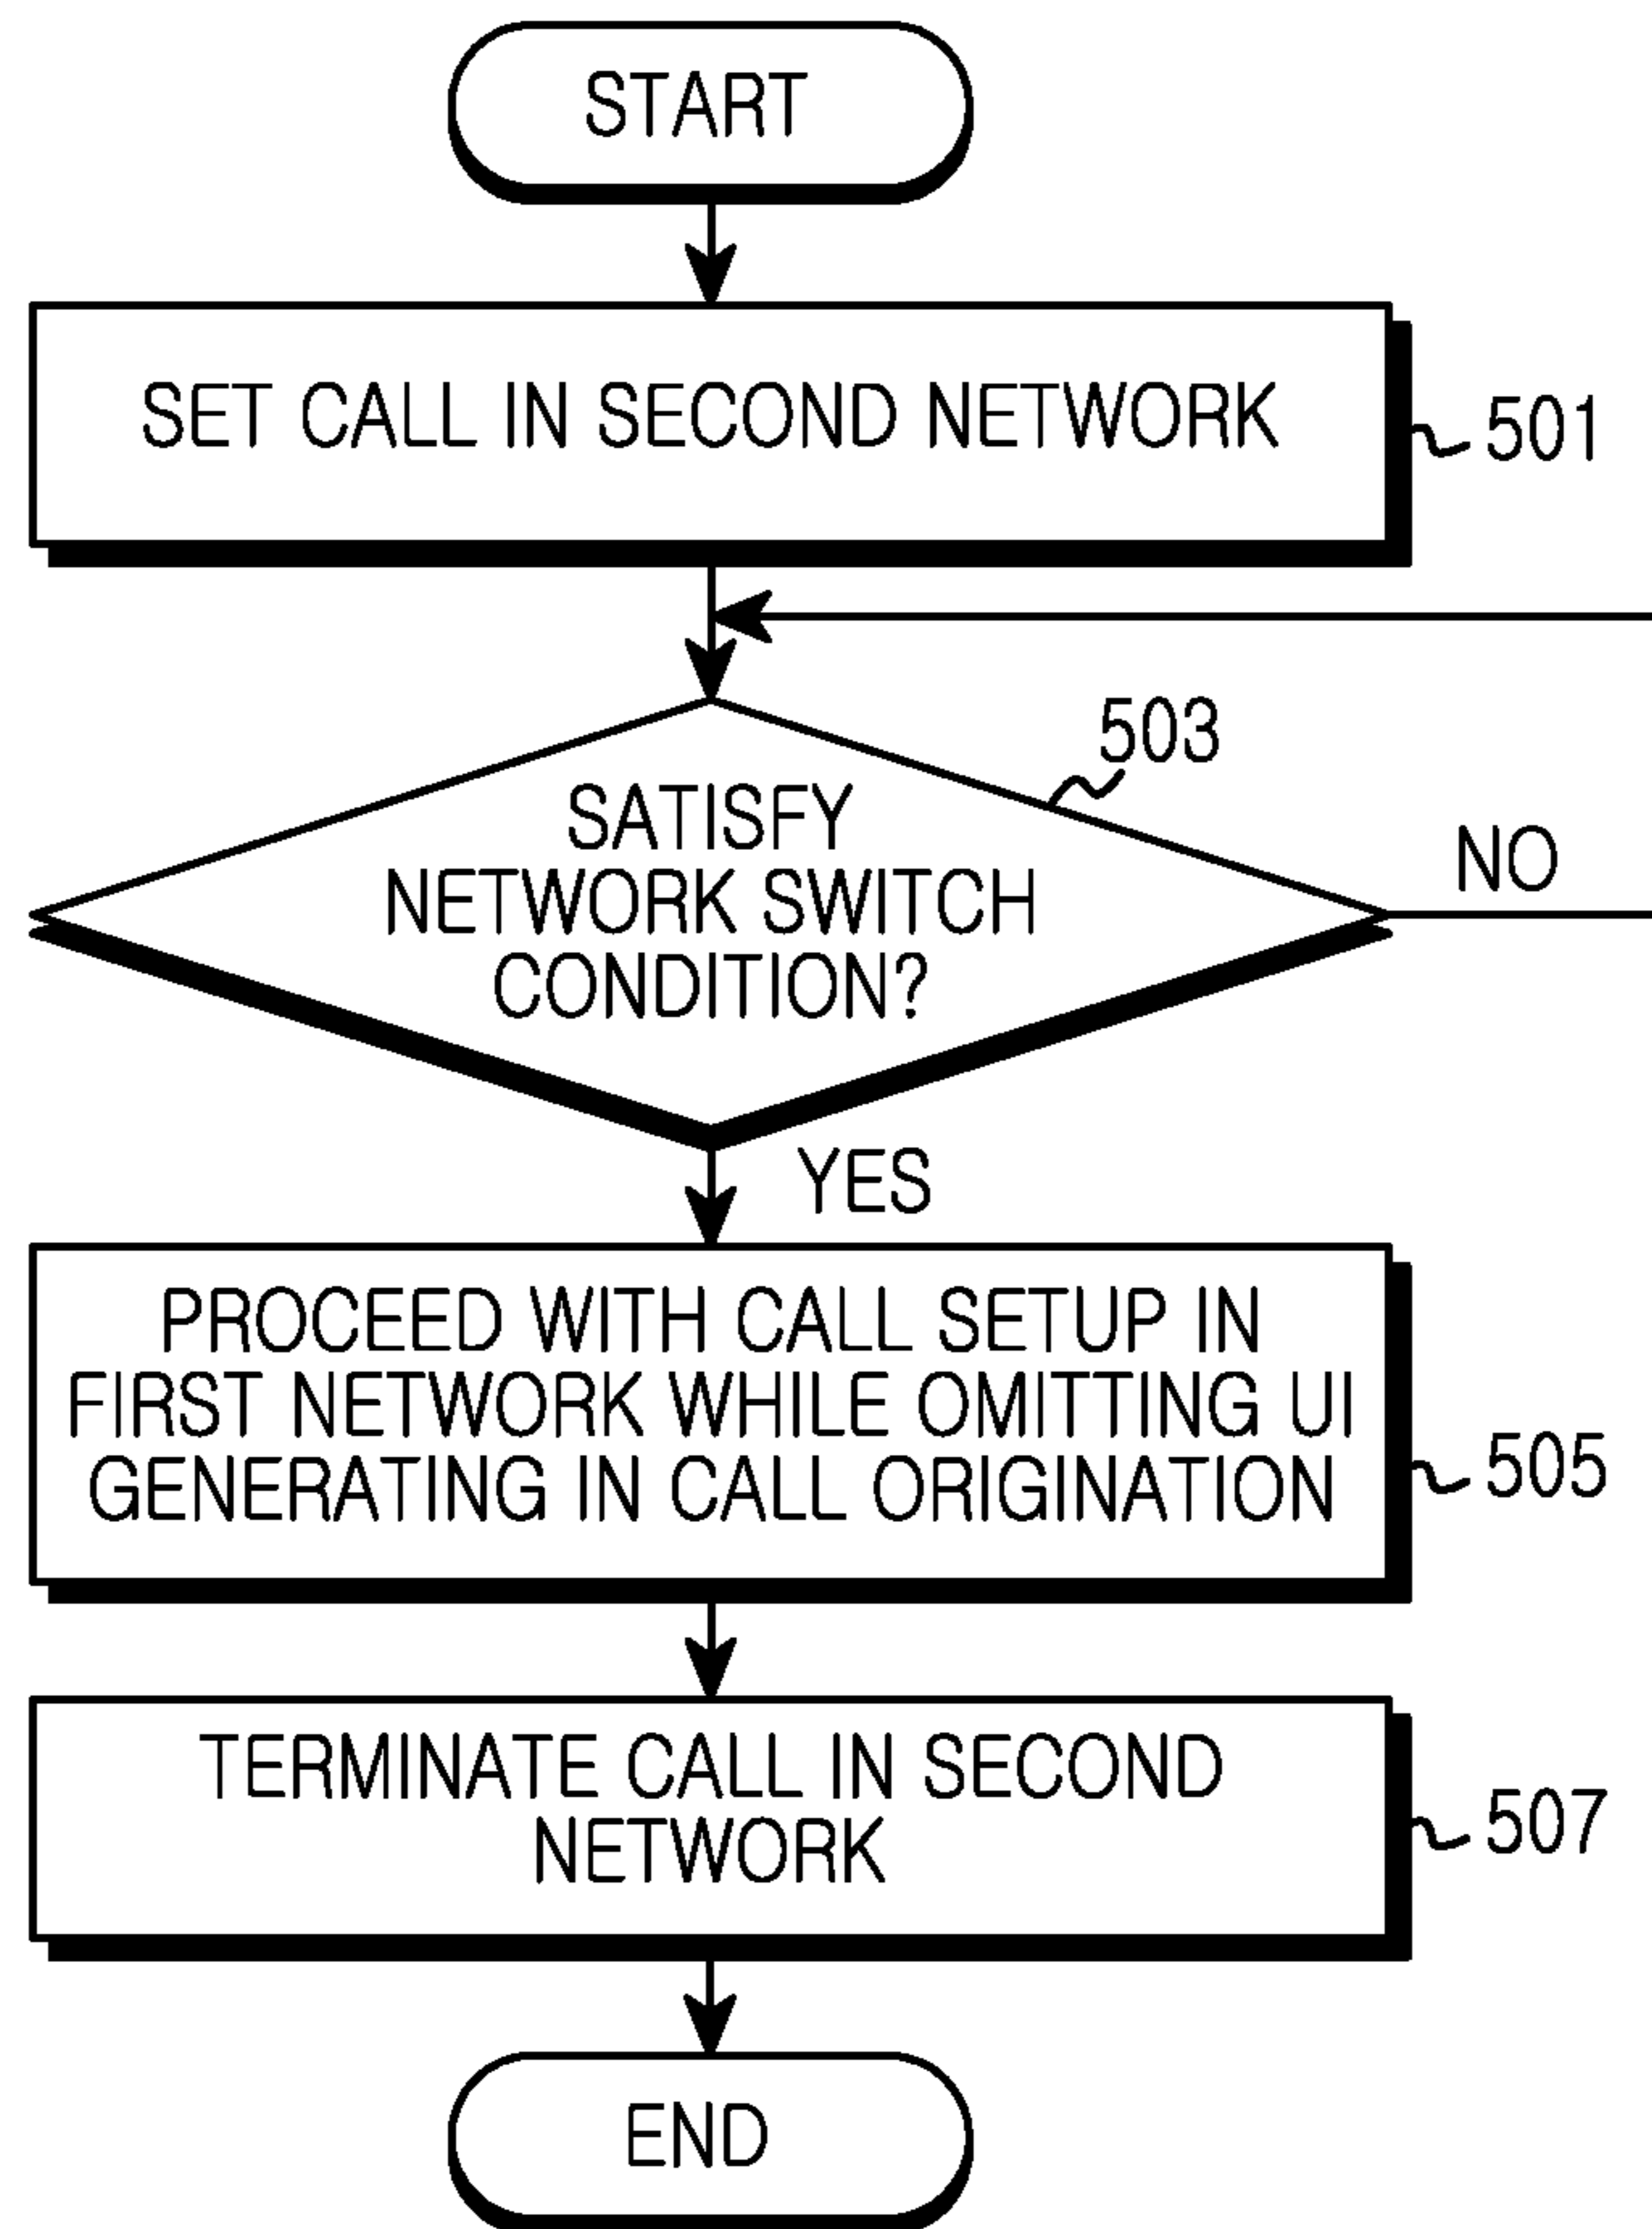 START
SET CALL IN SECOND NETWORK
501
503
SATISFY
NETWORK SWITCH
CONDITION?
NO
YES
PROCEED WITH CALL SETUP IN
FIRST NETWORK WHILE OMITTING UI
GENERATING IN CALL ORIGINATION
505
TERMINATE CALL IN SECOND
NETWORK
507
END